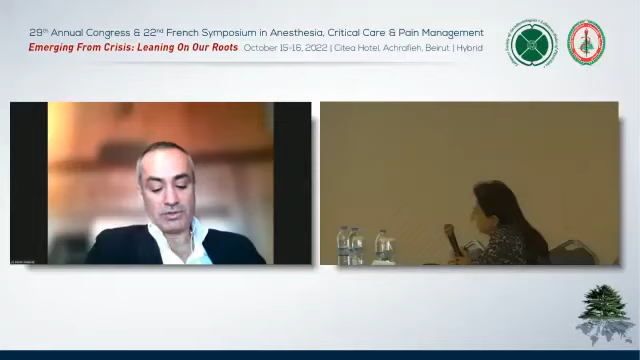 29th Annual Congress & 22nd French Symposium in Anesthesia, Critical Care & Pain Management
Emerging From Crisis: Leaning On Our Roots October 15-16, 2022 | Citea Hotel, Achrafieh, Beirut | Hybrid